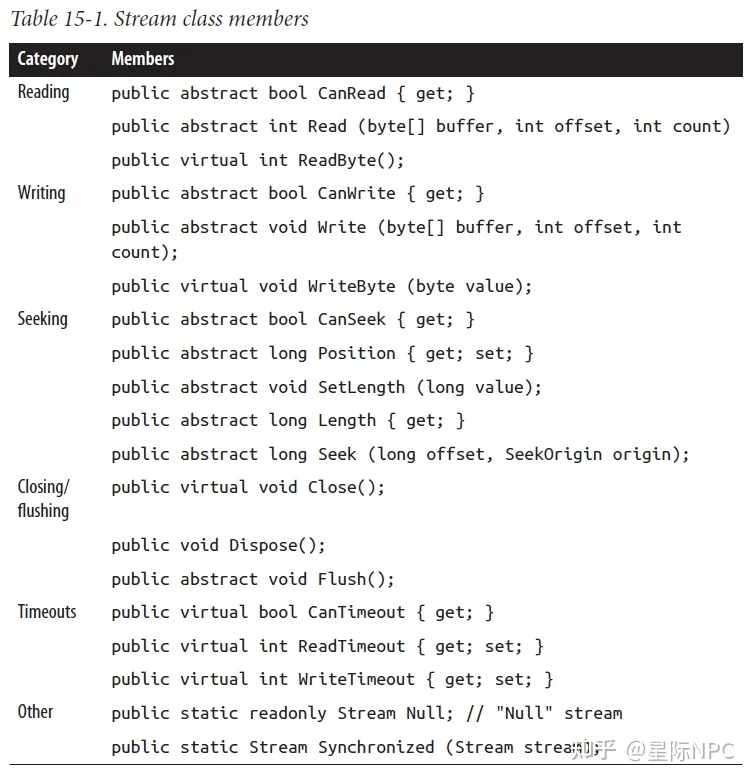 Table 15-1. Stream class members
Category Members
Reading public abstract bool CanRead { get; }
public abstract int Read (byte[] buffer, int offset, int count)
public virtual int ReadByte();
Writing public abstract bool CanWrite { get; }
public abstract void Write (byte[] buffer, int offset, int
count);
public virtual void WriteByte (byte value);
Seeking public abstract bool CanSeek { get; }
public abstract long Position { get; set; }
public abstract void SetLength (long value);
public abstract long Length { get; }
public abstract long Seek (long offset, SeekOrigin origin);
Closing/ public virtual void Close();
flushing
public void Dispose();
public abstract void Flush();
Timeouts public virtual bool CanTimeout { get; }
public virtual int ReadTimeout { get; set; }
public virtual int WriteTimeout { get; set; }
Other public static readonly Stream Null; // "Null" stream
public static Stream Synchronized (Stream stream);
知乎 @星际NPC